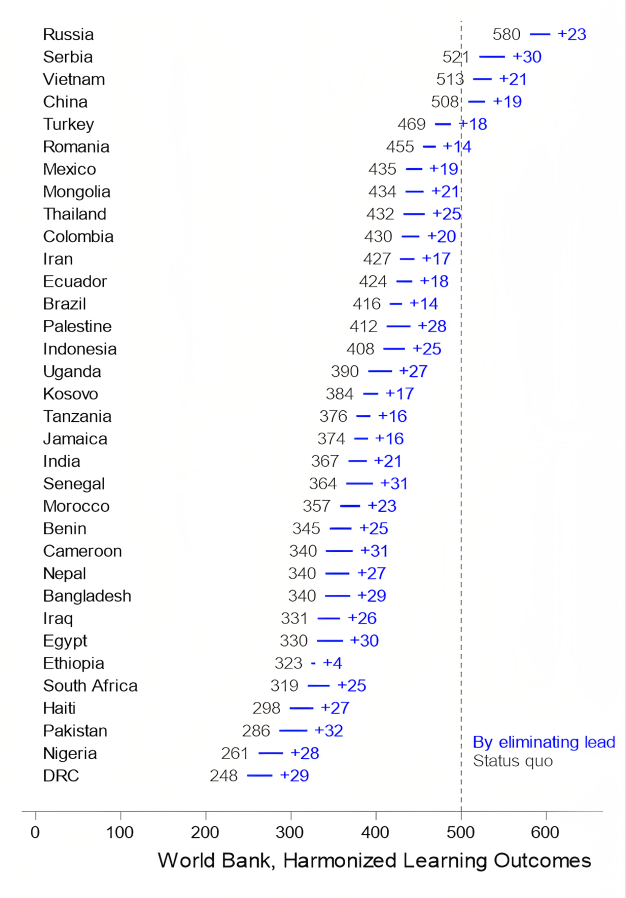 Russia 580 +23
Serbia 521 +30
Vietnam 513 +21
China 508 +19
Turkey 469 +18
Romania 455 +14
Mexico 435 +19
Mongolia 434 +21
Thailand 432 +25
Colombia 430 +20
Iran 427 +17
Ecuador 424 +18
Brazil 416 +14
Palestine 412 +28
Indonesia 408 +25
Uganda 390 +27
Kosovo 384 +17
Tanzania 376 +16
Jamaica 374 +16
India 367 +21
Senegal 364 +31
Morocco 357 +23
Benin 345 +25
Cameroon 340 +31
Nepal 340 +27
Bangladesh 340 +29
Iraq 331 +26
Egypt 330 +30
Ethiopia 323 +4
South Africa 319 +25
Haiti 298 +27
Pakistan 286 +32
Nigeria 261 +28
DRC 248 +29
By eliminating lead
Status quo
0 100 200 300 400 500 600
World Bank, Harmonized Learning Outcomes